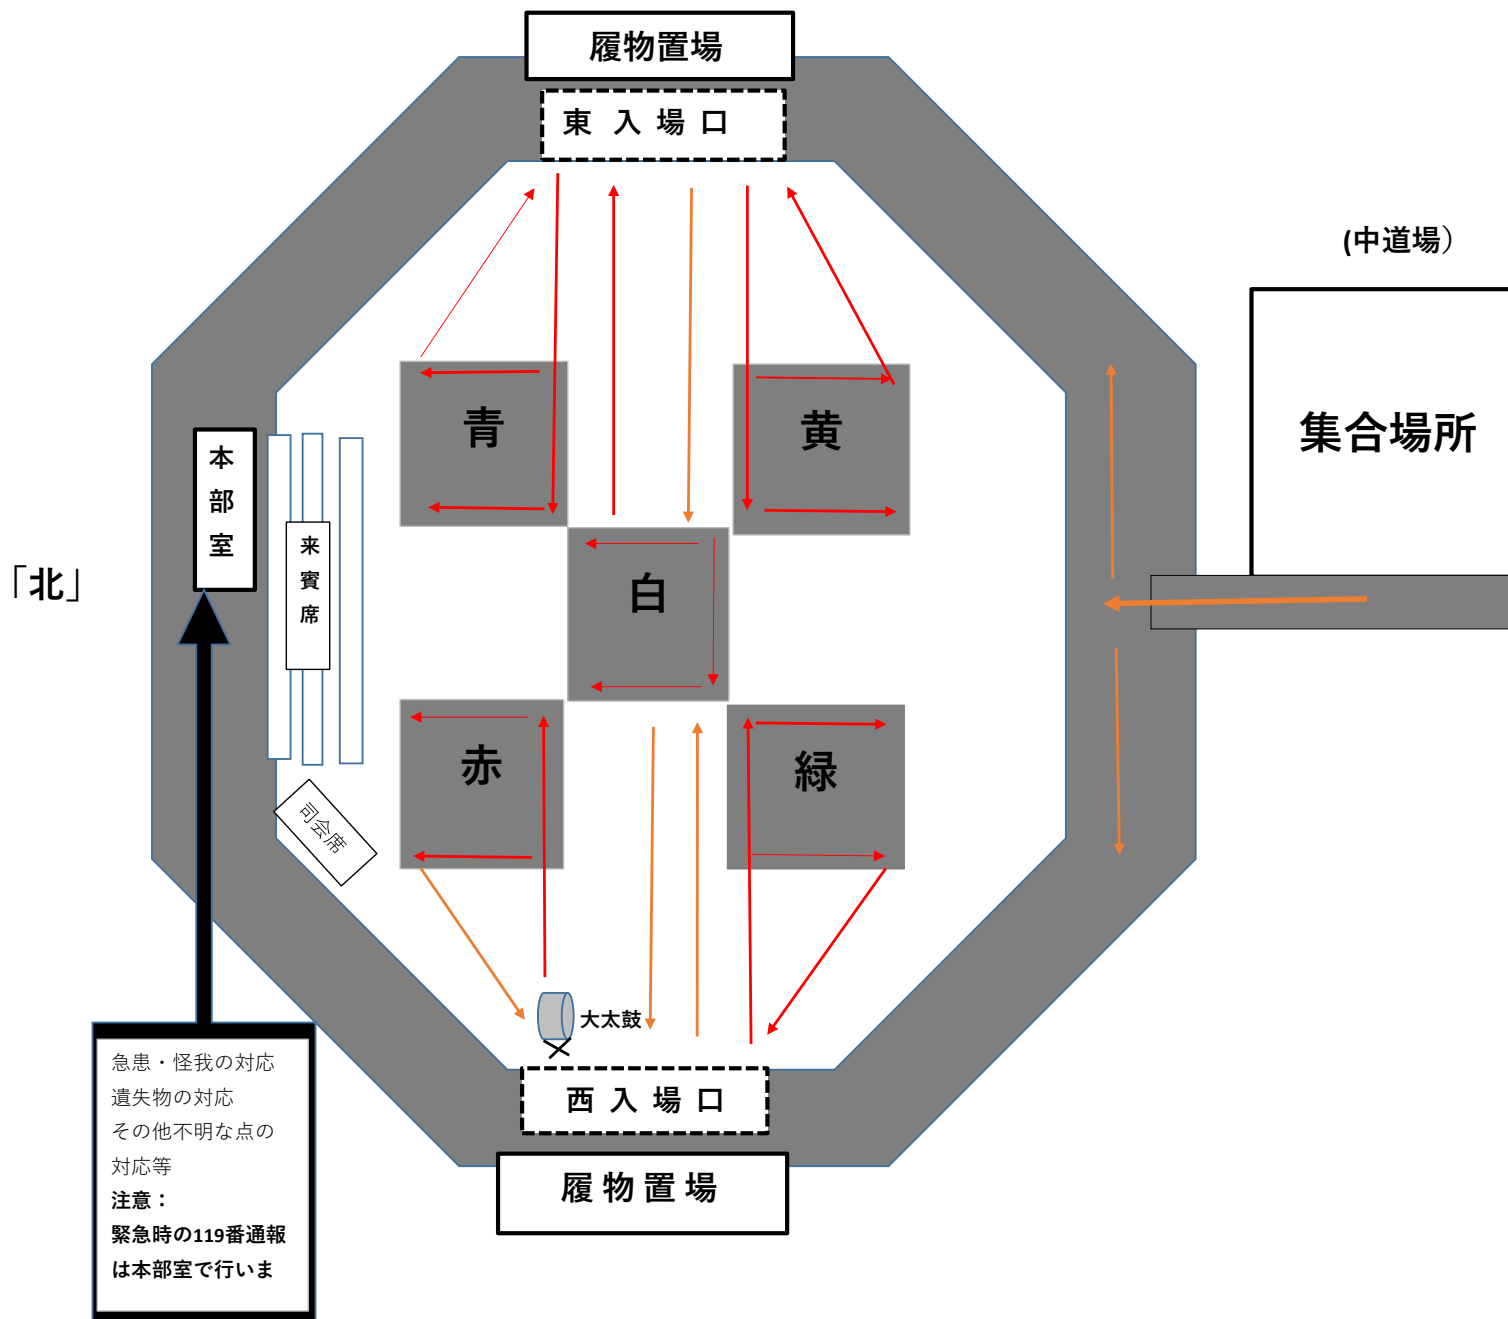 履物置場
東入場口
(中道場）
集合場所
青
黄
本部室
来賓席
「北」
白
赤
緑
司会席
大太鼓
西入場口
履物置場
急患・怪我の対応
遺失物の対応
その他不明な点の
対応等
注意：
緊急時の119番通報
は本部室で行いま